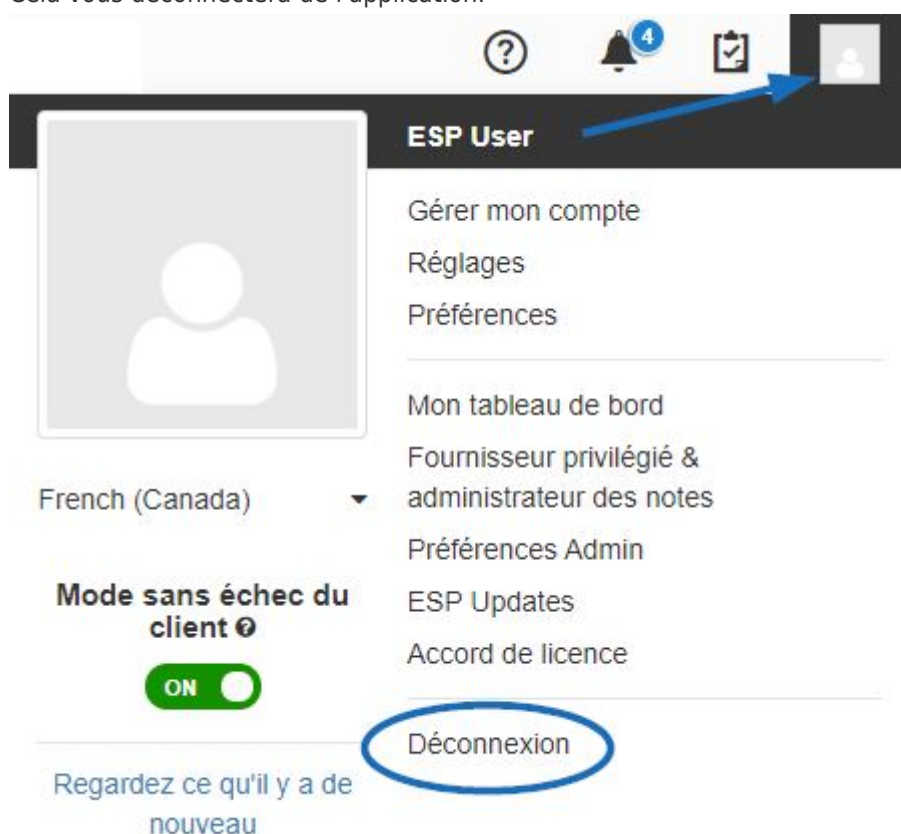 Cela vous déconnectera de l'application.
4
ESP User
Gérer mon compte
Réglages
Préférences
Mon tableau de bord
Fournisseur privilégié &
administrateur des notes
Préférences Admin
ESP Updates
Accord de licence
Déconnexion
French (Canada)
Mode sans échec du
client
ON
Regardez ce qu'il y a de
nouveau